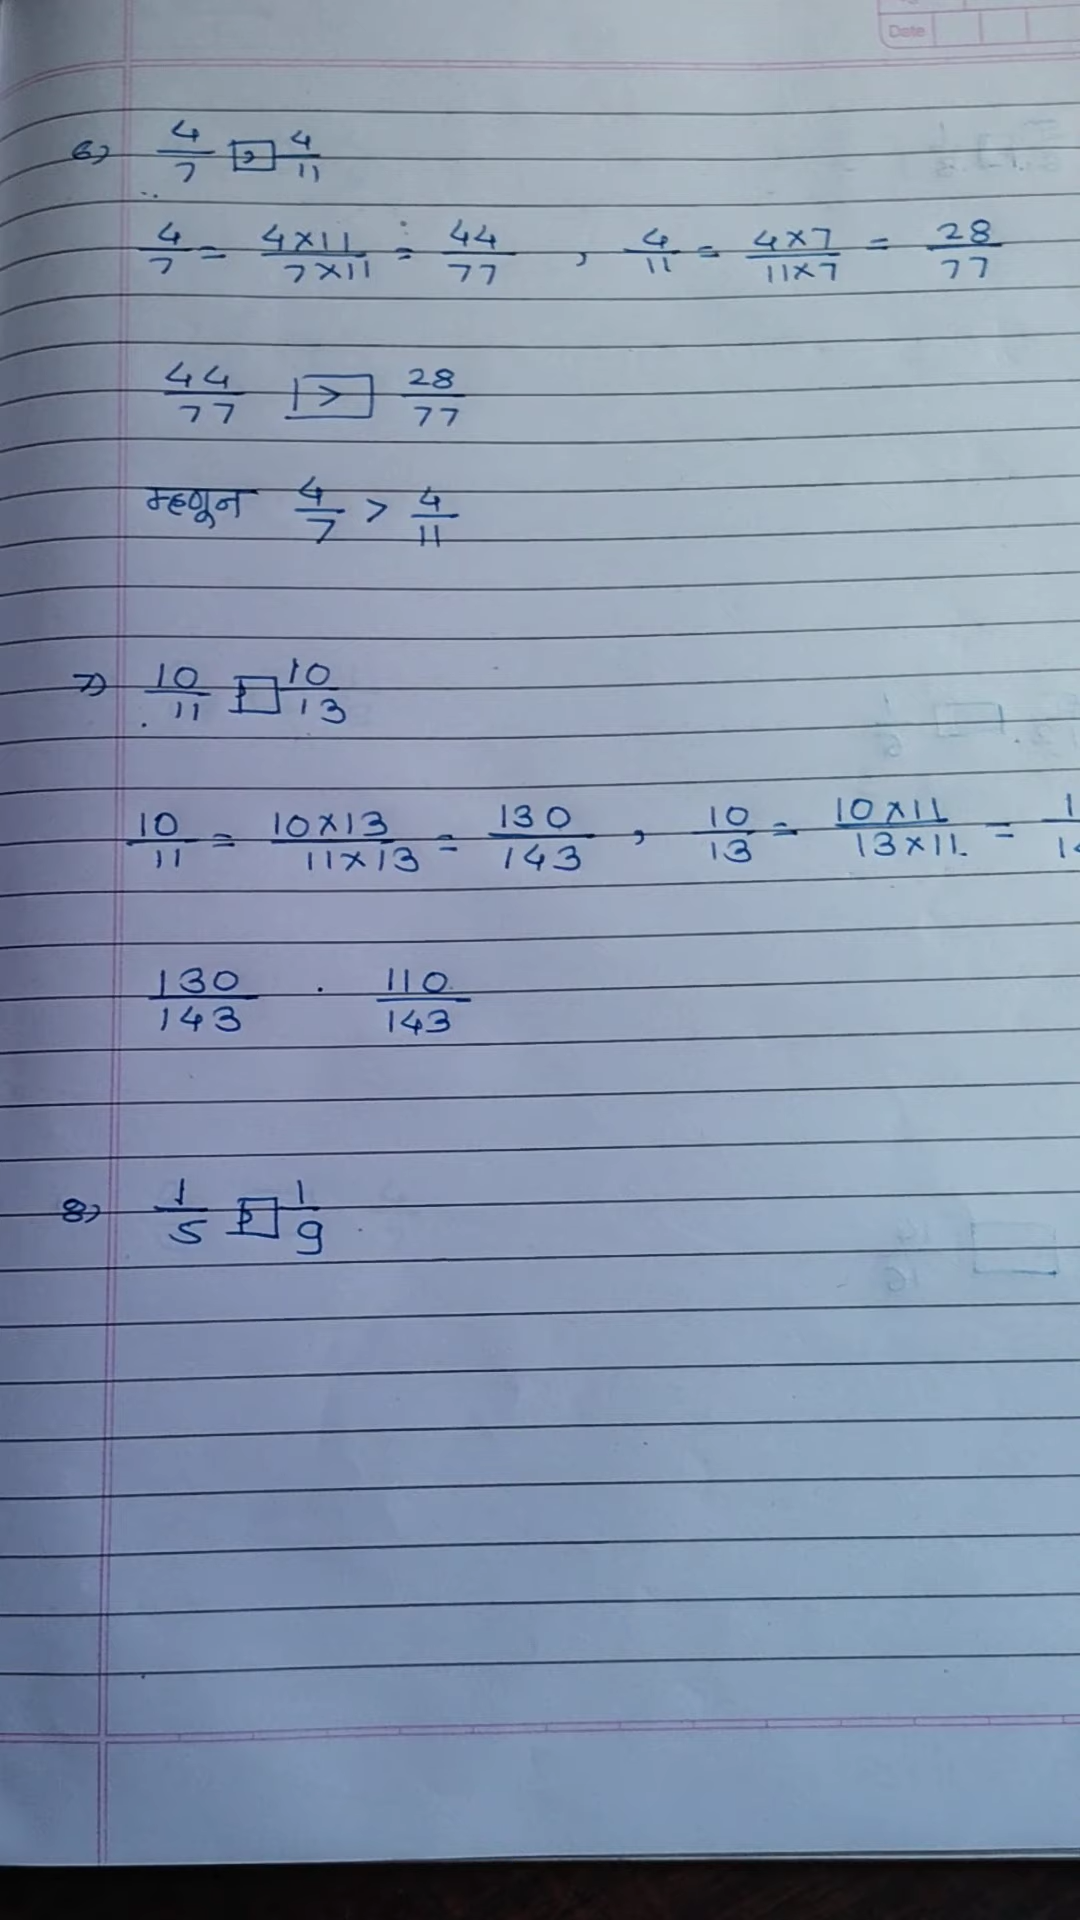 Date
6) 4/7 [>] 4/11
4/7 = 4×11/7×11 = 44/77 , 4/11 = 4×7/11×7 = 28/77
44/77 [>] 28/77
म्हणून 4/7 > 4/11
7) 10/11 [?] 10/13
10/11 = 10×13/11×13 = 130/143 , 10/13 = 10×11/13×11 =
130/143 110/143
8) 1/5 [?] 1/9